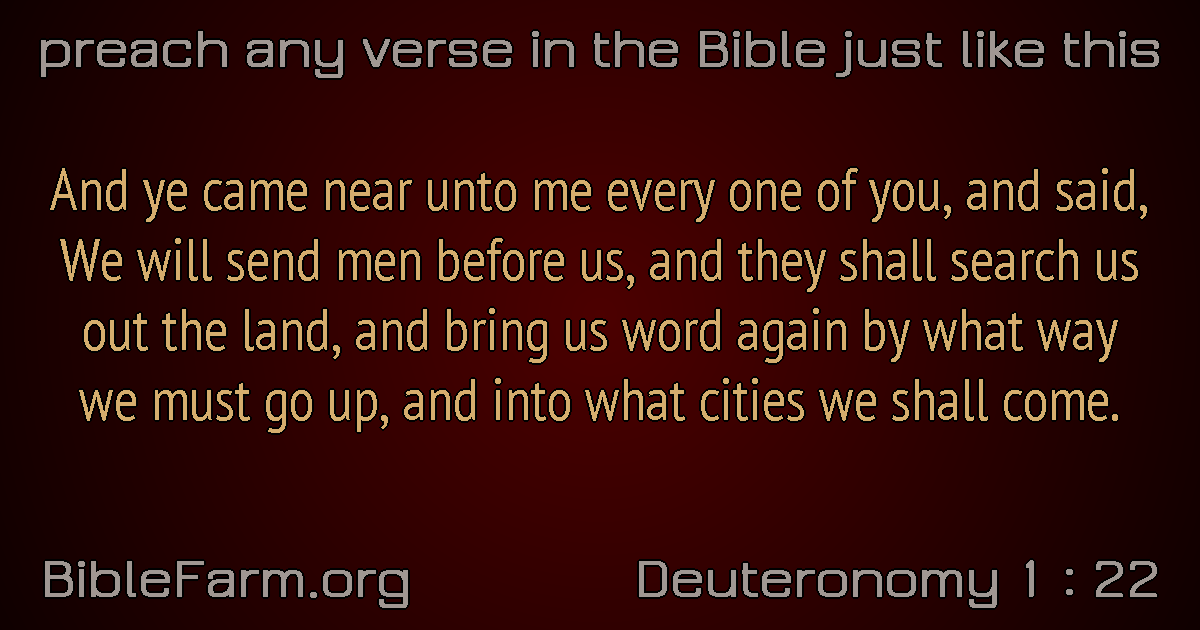 preach any verse in the Bible just like this
And ye came near unto me every one of you, and said,
We will send men before us, and they shall search us
out the land, and bring us word again by what way
we must go up, and into what cities we shall come.
BibleFarm.org
Deuteronomy 1 : 22